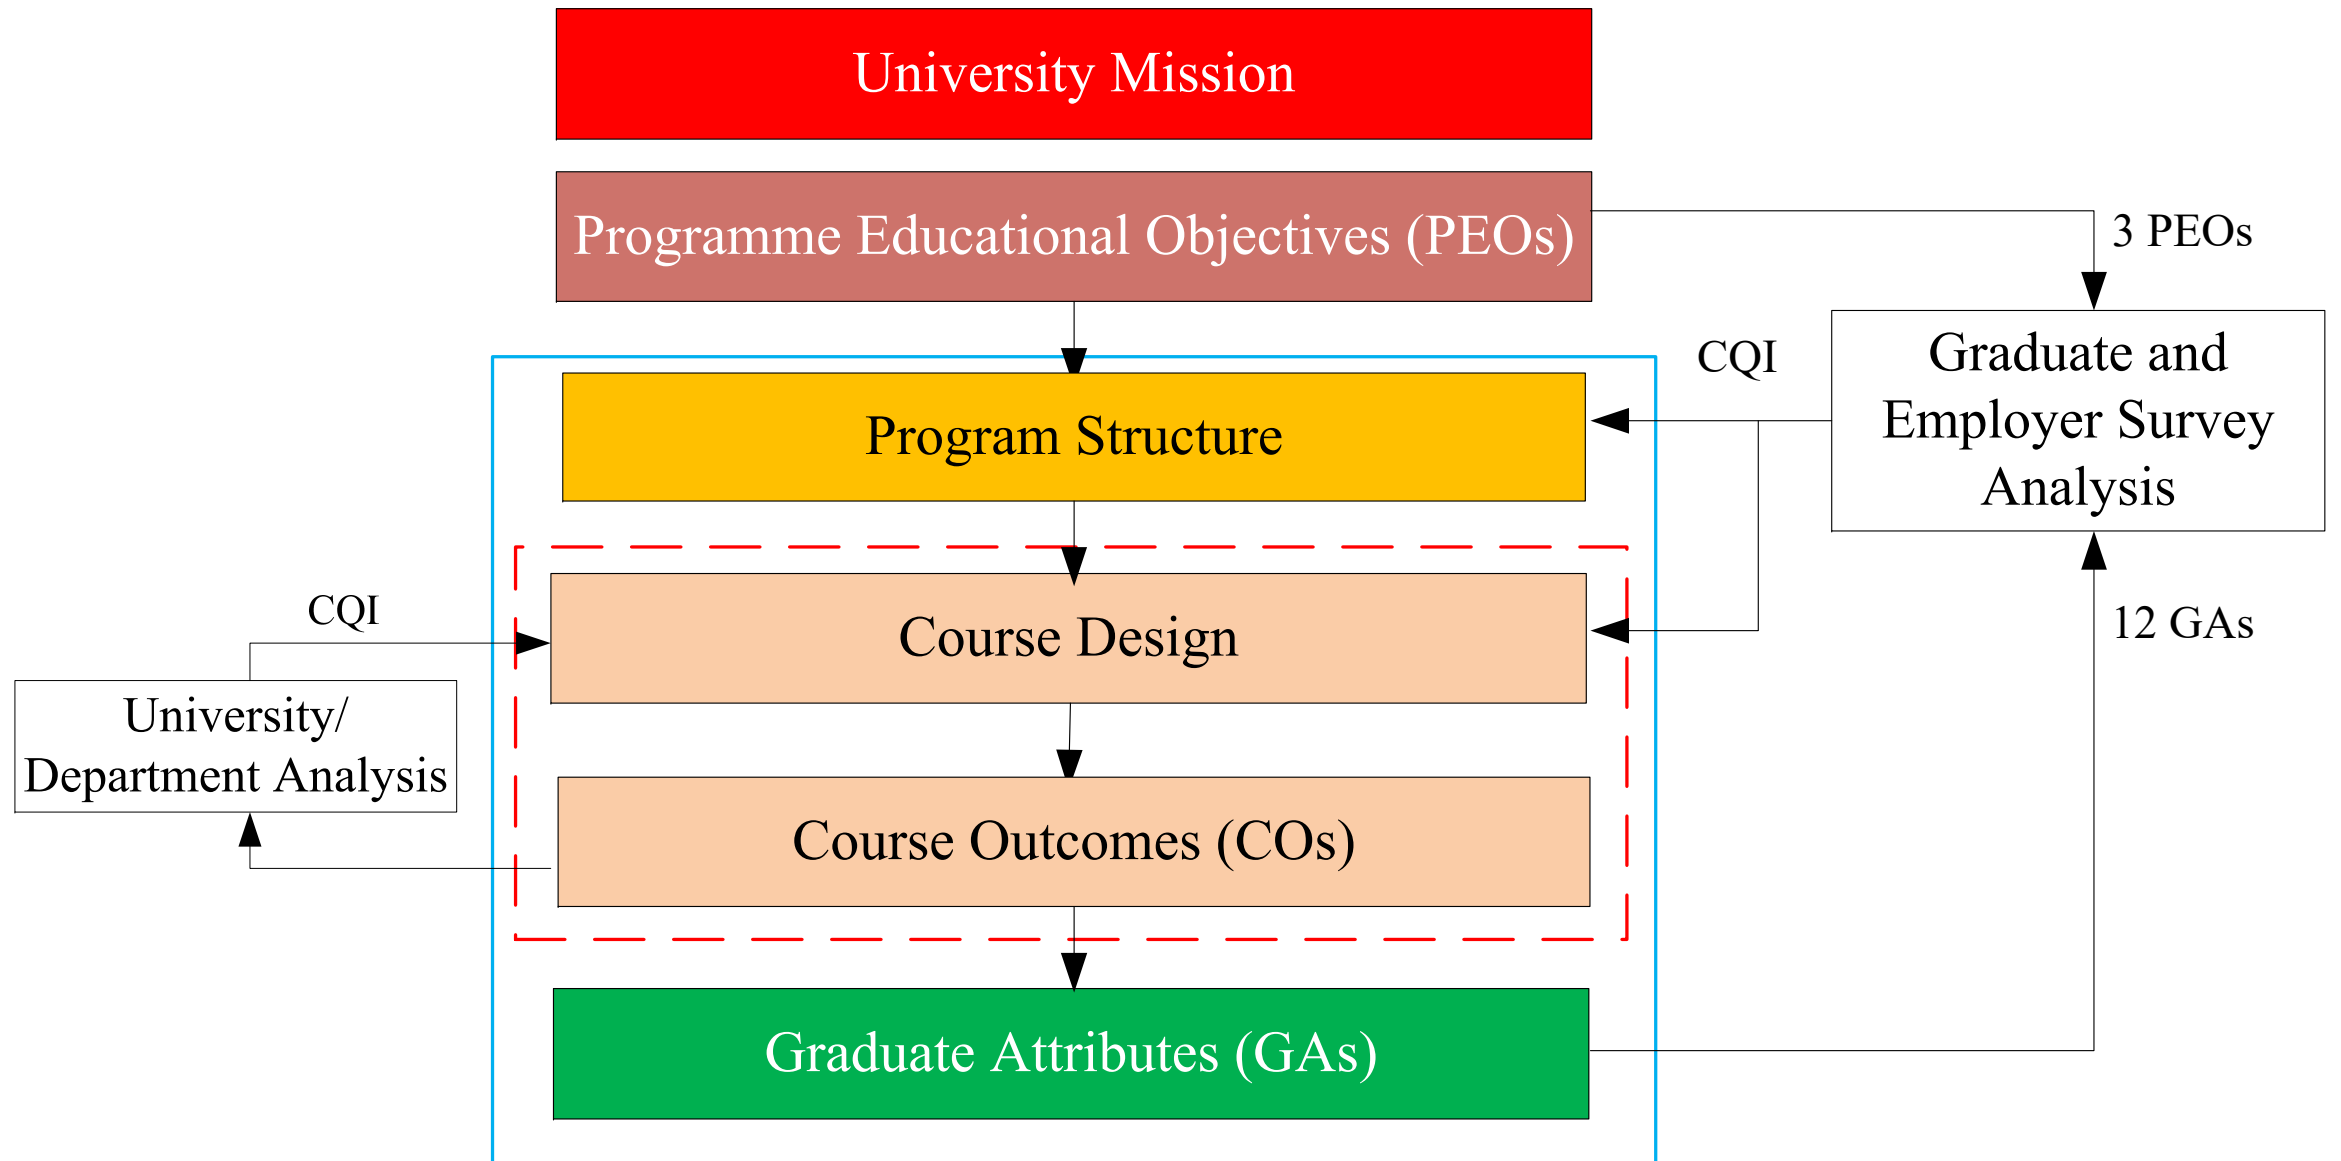 University Mission
Programme Educational Objectives (PEOs)
3 PEOs
Graduate and
Employer Survey
Analysis
CQI
Program Structure
CQI
Course Design
12 GAs
University/
Department Analysis
Course Outcomes (COs)
Graduate Attributes (GAs)